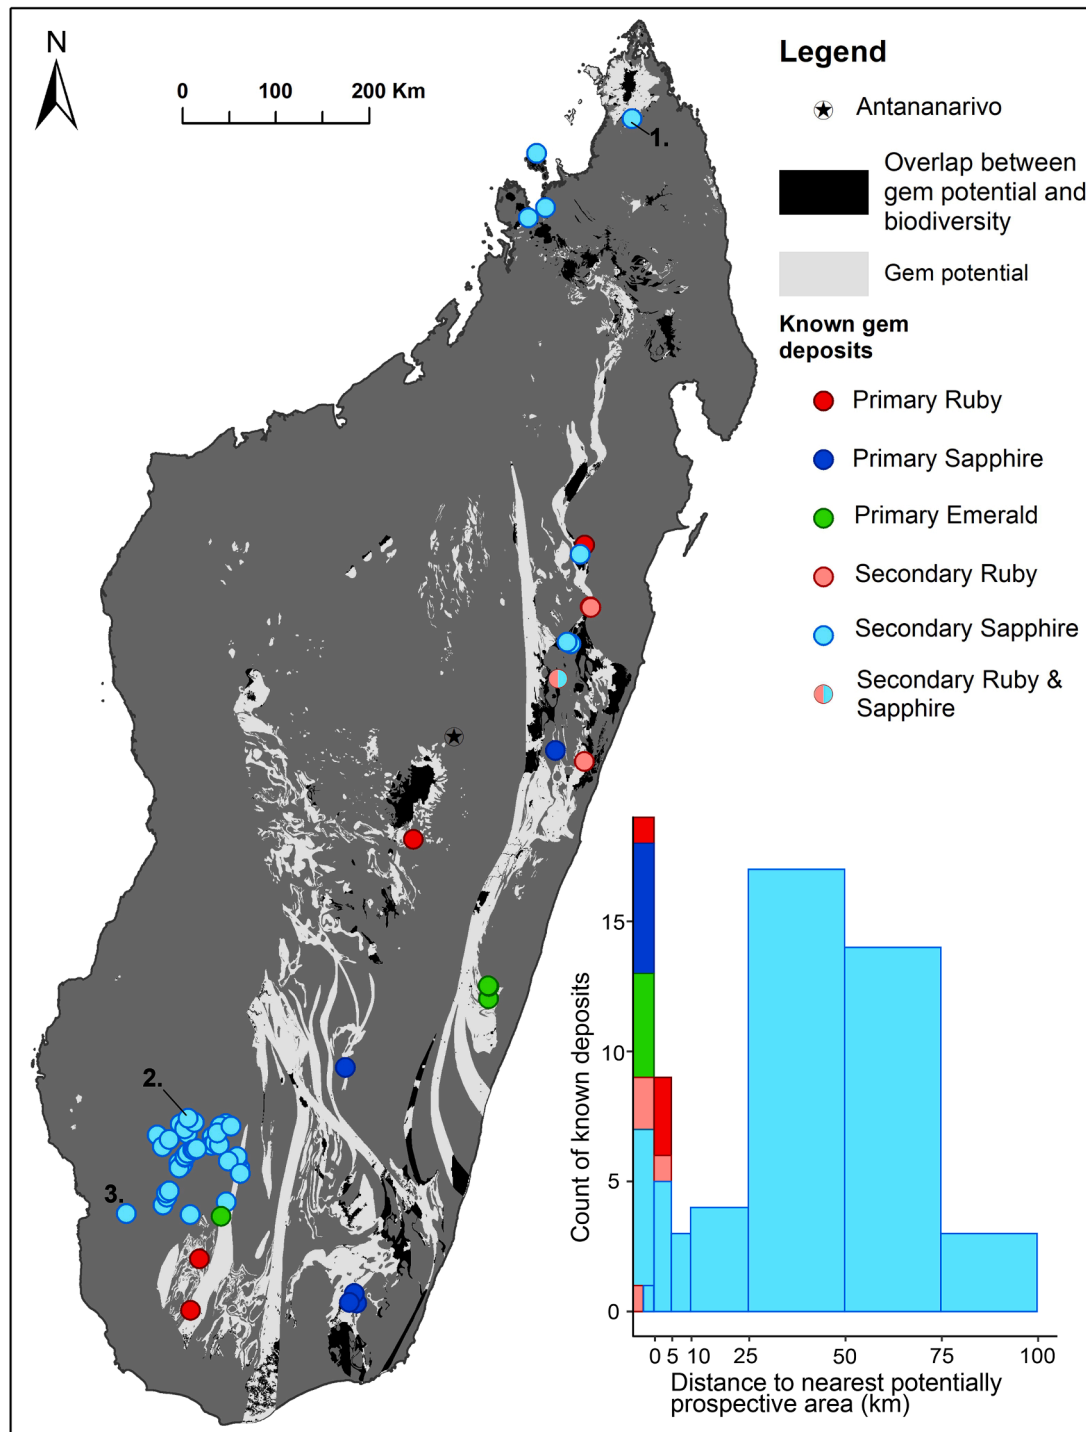 N
0 100 200 Km
1.
2.
3.
Legend
Antananarivo
Overlap between
gem potential and
biodiversity
Gem potential
Known gem
deposits
Primary Ruby
Primary Sapphire
Primary Emerald
Secondary Ruby
Secondary Sapphire
Secondary Ruby &
Sapphire
Count of known deposits
15
10
5
0
0 5 10 25 50 75 100
Distance to nearest potentially
prospective area (km)